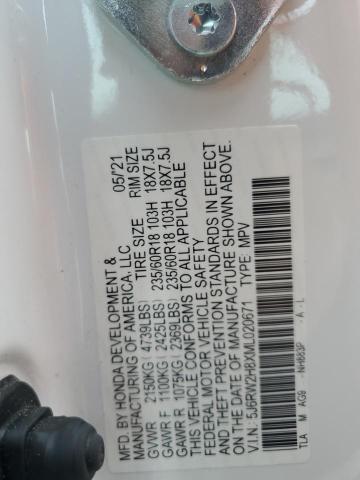 MFD. BY HONDA DEVELOPMENT & 05/21
MANUFACTURING OF AMERICA, LLC. TIRE SIZE RIM SIZE
GVWR 2150KG (4739LBS) 235/60R18 103H 18X7.5J
GAWR F 1100KG (2425LBS) 235/60R18 103H 18X7.5J
GAWR R 1075KG (2369LBS)
THIS VEHICLE CONFORMS TO ALL APPLICABLE
FEDERAL MOTOR VEHICLE SAFETY
AND THEFT PREVENTION STANDARDS IN EFFECT
ON THE DATE OF MANUFACTURE SHOWN ABOVE.
V.I.N: 5J6RW2H8XML020671 TYPE: MPV
TLA M AG9 -NH883P - A - L